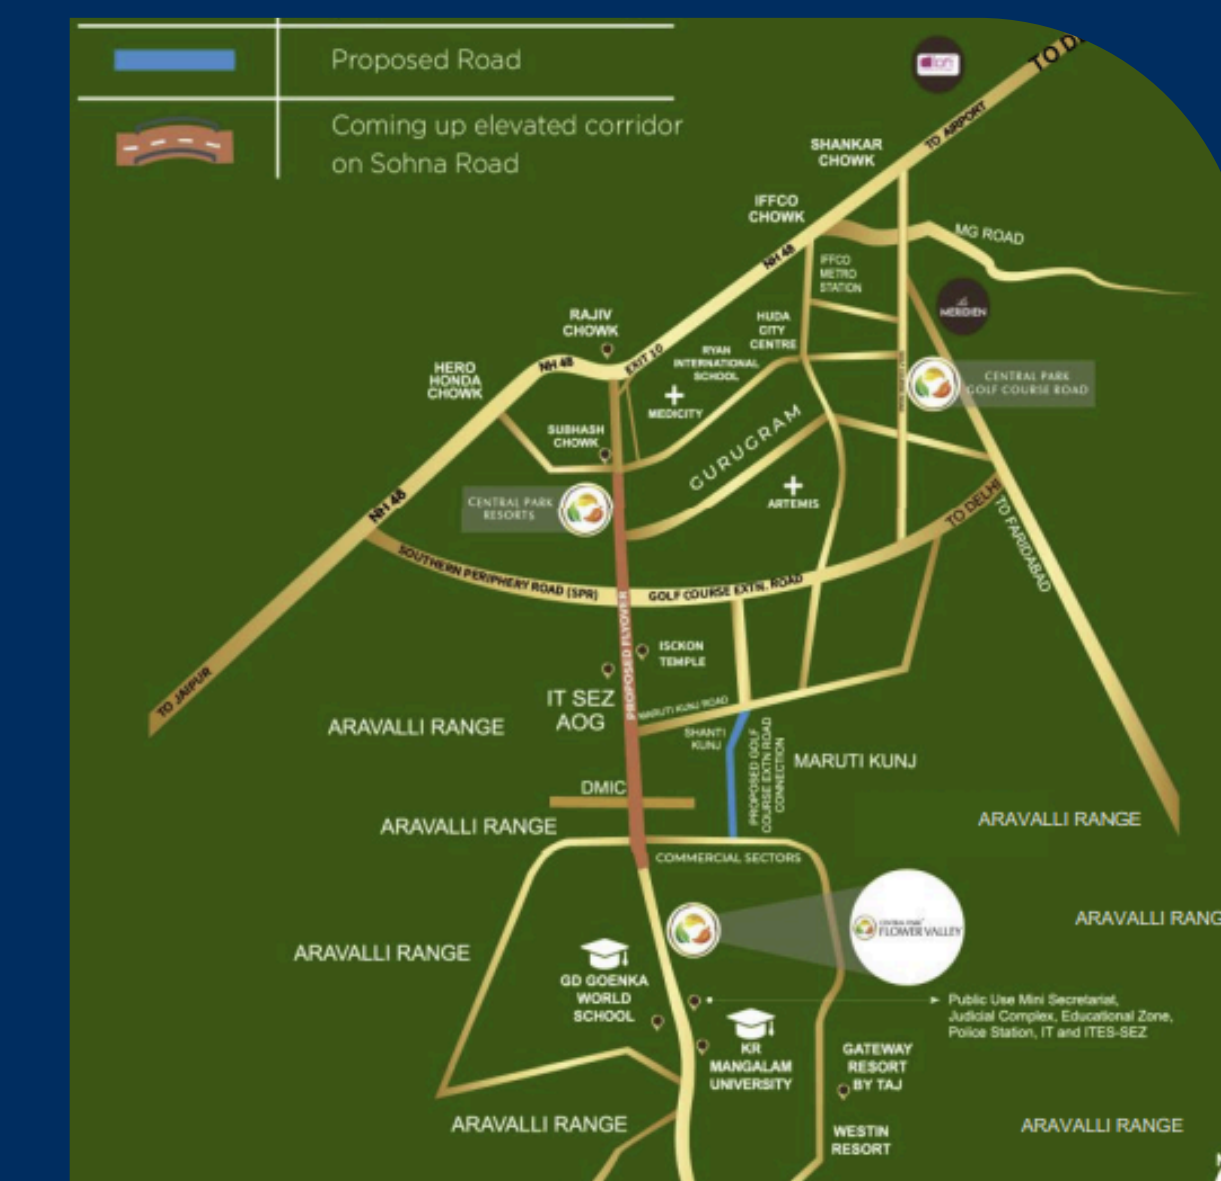 Proposed Road
Coming up elevated corridor
on Sohna Road
TO AIRPORT
SHANKAR
CHOWK
IFFCO
CHOWK
MG ROAD
NH 48
IFFCO
METRO
STATION
MERIDIEN
RAJIV
CHOWK
HUDA
CITY
CENTRE
NH 48
EXIT 10
RYAN
INTERNATIONAL
SCHOOL
HERO
HONDA
CHOWK
CENTRAL PARK
GOLF COURSE ROAD
MEDICITY
SUBHASH
CHOWK
GURUGRAM
CENTRAL PARK
RESORTS
ARTEMIS
NH 48
TO DELHI
TO FARIDABAD
SOUTHERN PERIPHERY ROAD (SPR)
GOLF COURSE EXTN. ROAD
PROPOSED FLYOVER
ISCKON
TEMPLE
TO JAIPUR
IT SEZ
AOG
MARUTI KUNJ ROAD
ARAVALLI RANGE
SHANTI
KUNJ
PROPOSED GOLF
COURSE EXTN ROAD
CONNECTION
MARUTI KUNJ
DMIC
ARAVALLI RANGE
ARAVALLI RANGE
COMMERCIAL SECTORS
ARAVALLI RANG
CENTRAL PARK
FLOWER VALLEY
ARAVALLI RANGE
GD GOENKA
WORLD
SCHOOL
Public Use Mini Secretariat,
Judicial Complex, Educational Zone,
Police Station, IT and ITES-SEZ
KR
MANGALAM
UNIVERSITY
GATEWAY
RESORT
BY TAJ
ARAVALLI RANGE
WESTIN
RESORT
ARAVALLI RANGE